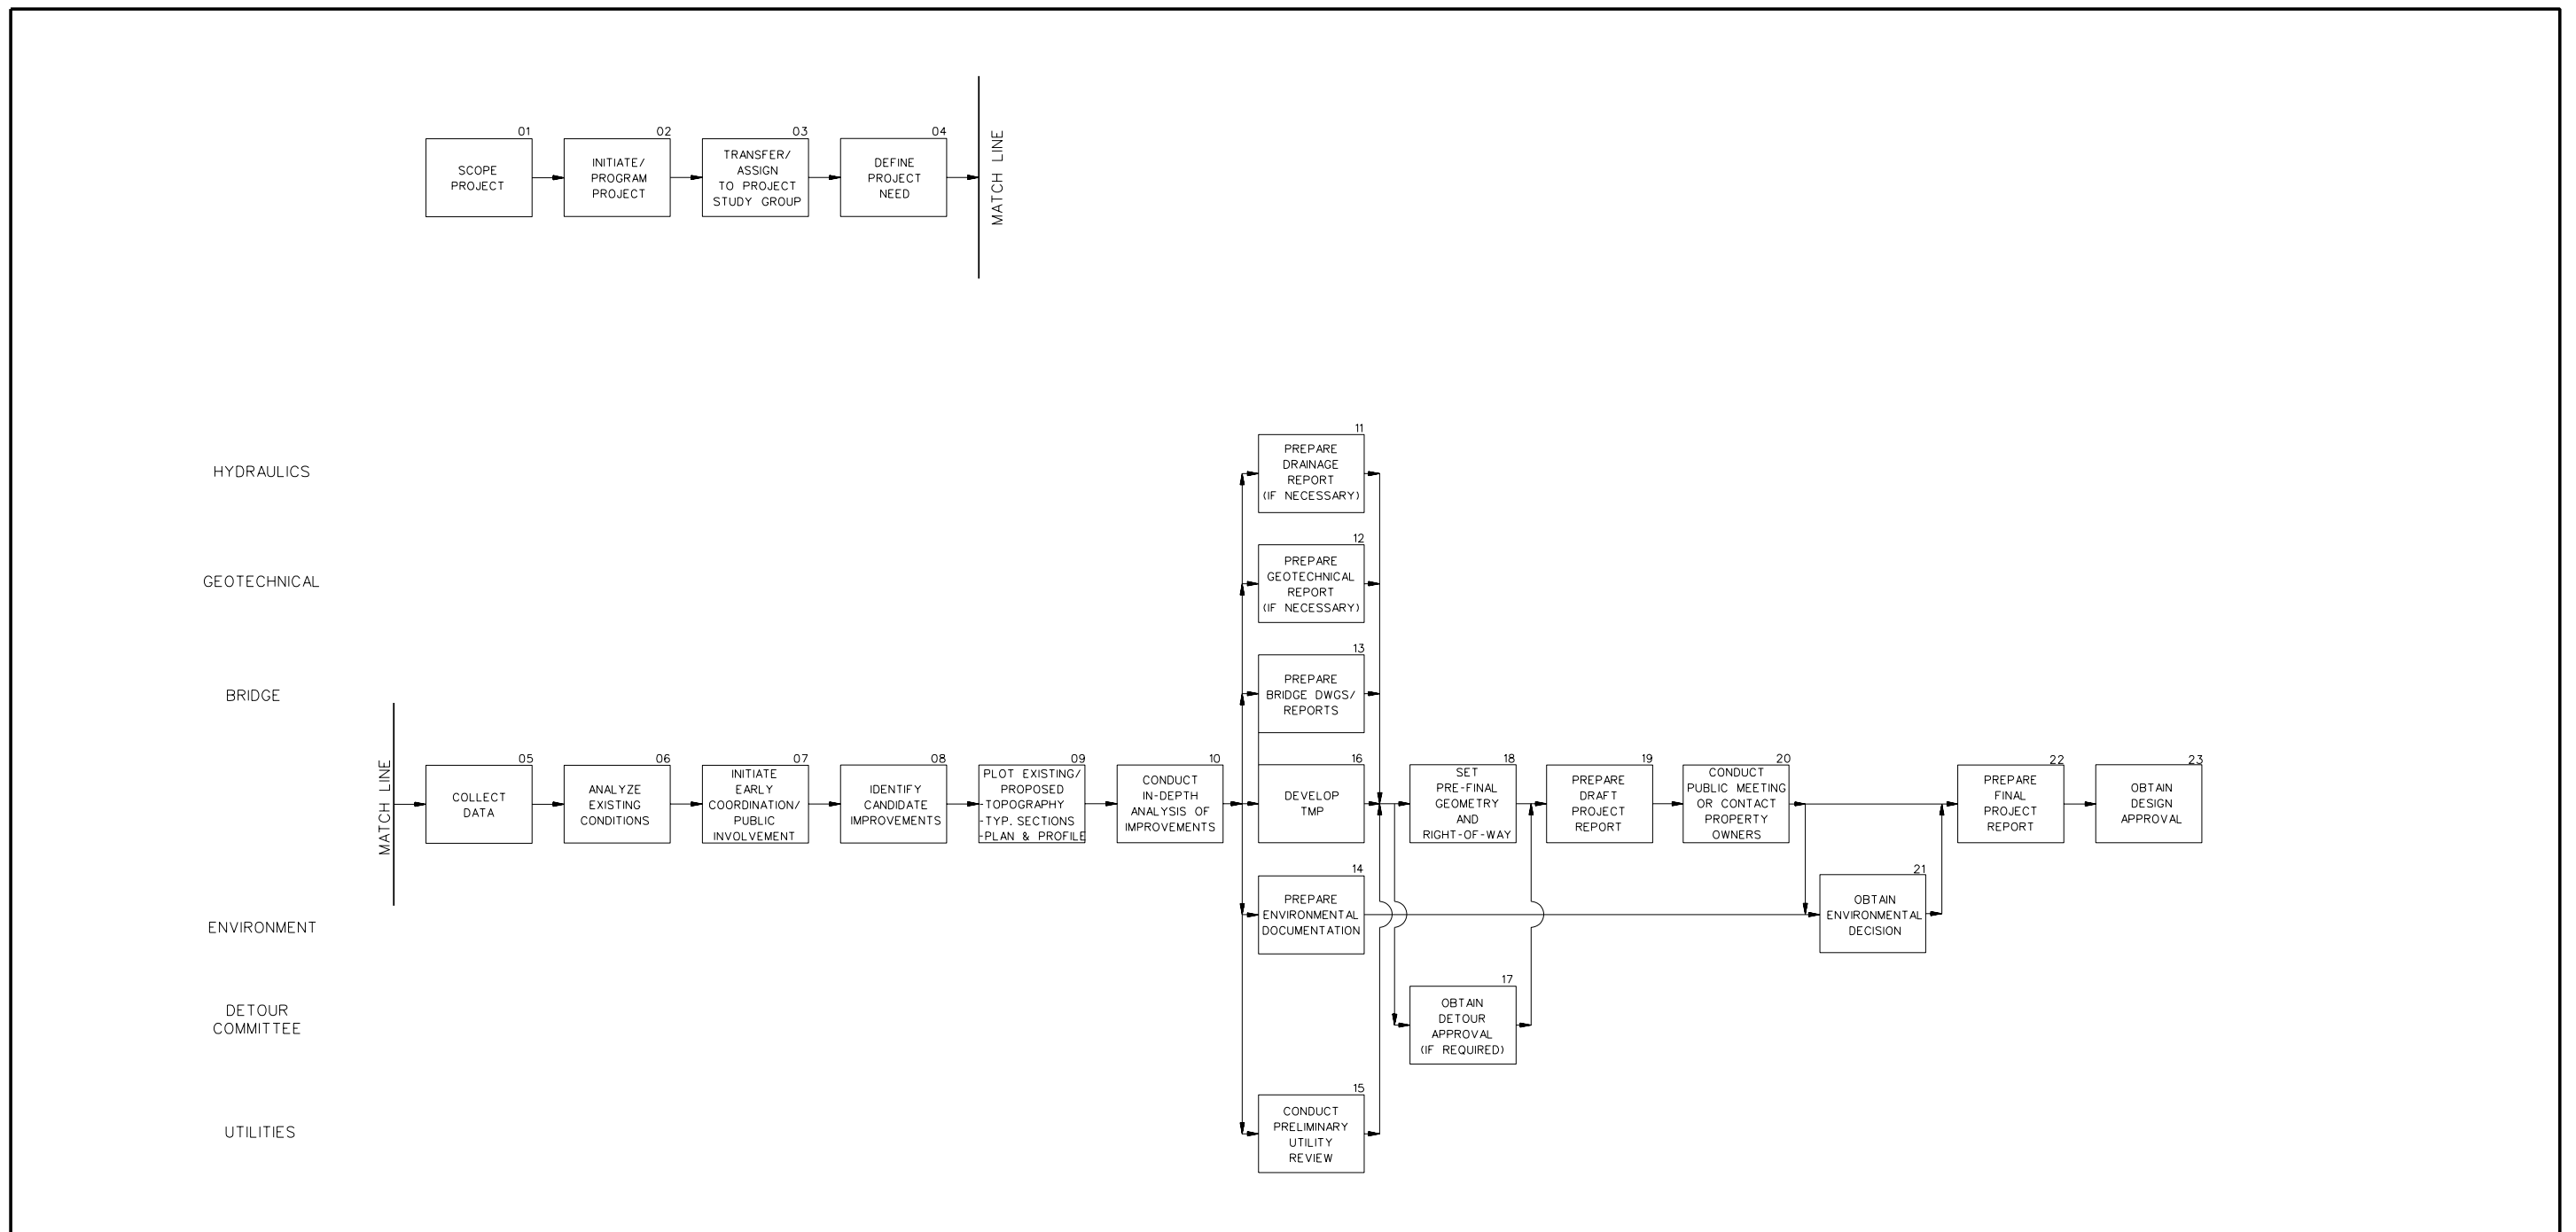 01
SCOPE
PROJECT
02
INITIATE/
PROGRAM
PROJECT
03
TRANSFER/
ASSIGN
TO PROJECT
STUDY GROUP
04
DEFINE
PROJECT
NEED
MATCH LINE
HYDRAULICS
11
PREPARE
DRAINAGE
REPORT
(IF NECESSARY)
GEOTECHNICAL
12
PREPARE
GEOTECHNICAL
REPORT
(IF NECESSARY)
BRIDGE
13
PREPARE
BRIDGE DWGS/
REPORTS
MATCH LINE
05
COLLECT
DATA
06
ANALYZE
EXISTING
CONDITIONS
07
INITIATE
EARLY
COORDINATION/
PUBLIC
INVOLVEMENT
08
IDENTIFY
CANDIDATE
IMPROVEMENTS
09
PLOT EXISTING/
PROPOSED
-TOPOGRAPHY
-TYP. SECTIONS
-PLAN & PROFILE
10
CONDUCT
IN-DEPTH
ANALYSIS OF
IMPROVEMENTS
16
DEVELOP
TMP
18
SET
PRE-FINAL
GEOMETRY
AND
RIGHT-OF-WAY
19
PREPARE
DRAFT
PROJECT
REPORT
20
CONDUCT
PUBLIC MEETING
OR CONTACT
PROPERTY
OWNERS
22
PREPARE
FINAL
PROJECT
REPORT
23
OBTAIN
DESIGN
APPROVAL
ENVIRONMENT
14
PREPARE
ENVIRONMENTAL
DOCUMENTATION
21
OBTAIN
ENVIRONMENTAL
DECISION
DETOUR
COMMITTEE
17
OBTAIN
DETOUR
APPROVAL
(IF REQUIRED)
UTILITIES
15
CONDUCT
PRELIMINARY
UTILITY
REVIEW